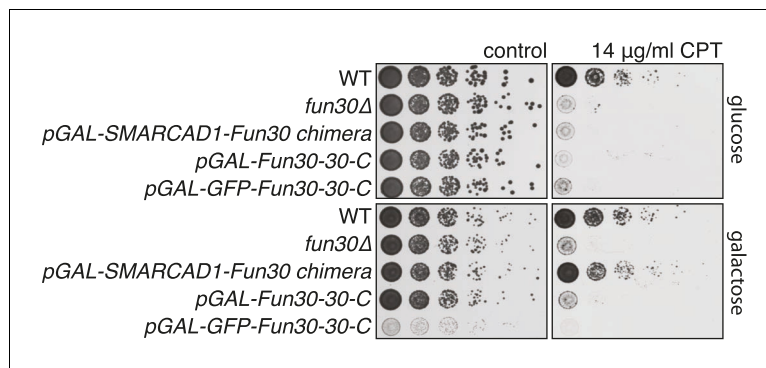 control 14 µg/ml CPT
WT
fun30Δ
pGAL-SMARCAD1-Fun30 chimera
pGAL-Fun30-30-C
pGAL-GFP-Fun30-30-C
glucose
WT
fun30Δ
pGAL-SMARCAD1-Fun30 chimera
pGAL-Fun30-30-C
pGAL-GFP-Fun30-30-C
galactose